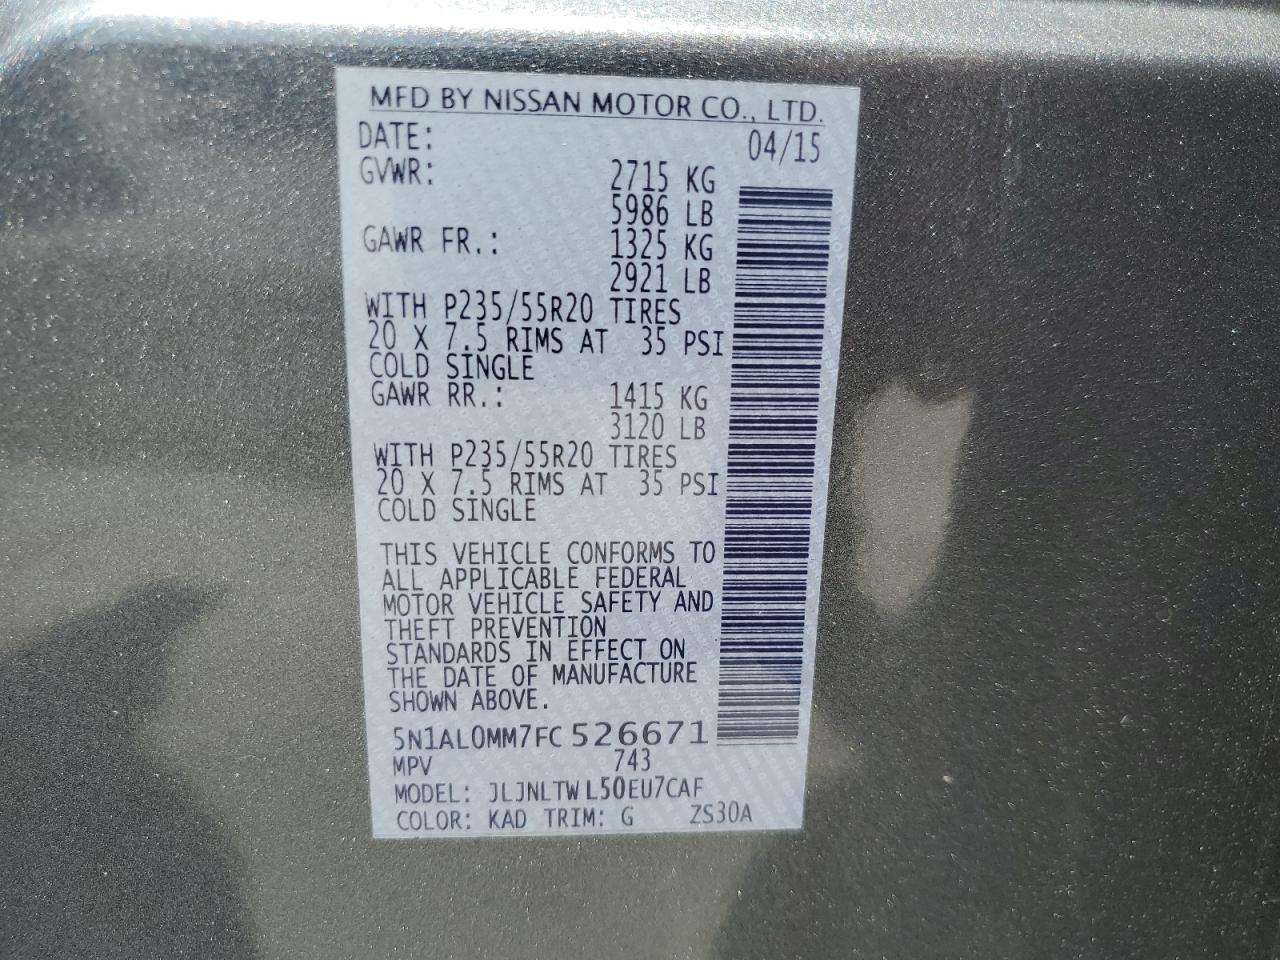 MFD BY NISSAN MOTOR CO., LTD.
DATE: 04/15
GVWR: 2715 KG
5986 LB
GAWR FR.: 1325 KG
2921 LB
WITH P235/55R20 TIRES
20 X 7.5 RIMS AT 35 PSI
COLD SINGLE
GAWR RR.: 1415 KG
3120 LB
WITH P235/55R20 TIRES
20 X 7.5 RIMS AT 35 PSI
COLD SINGLE
THIS VEHICLE CONFORMS TO
ALL APPLICABLE FEDERAL
MOTOR VEHICLE SAFETY AND
THEFT PREVENTION
STANDARDS IN EFFECT ON
THE DATE OF MANUFACTURE
SHOWN ABOVE.
5N1AL0MM7FC526671
MPV 743
MODEL: JLJNLTWL50EU7CAF
COLOR: KAD TRIM: G ZS30A